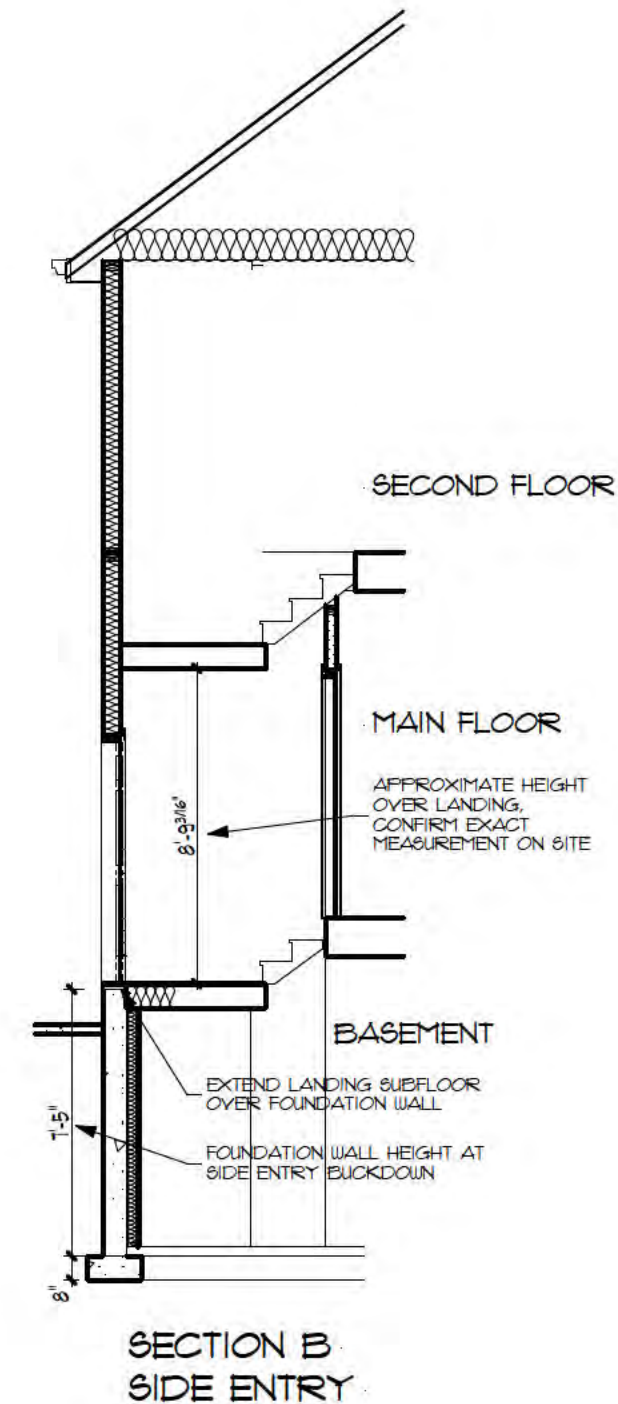 SECOND FLOOR
MAIN FLOOR
APPROXIMATE HEIGHT
OVER LANDING,
CONFIRM EXACT
MEASUREMENT ON SITE
8'-9 3/16"
BASEMENT
EXTEND LANDING SUBFLOOR
OVER FOUNDATION WALL
7'-5"
FOUNDATION WALL HEIGHT AT
SIDE ENTRY BUCKDOWN
8"
SECTION B
SIDE ENTRY